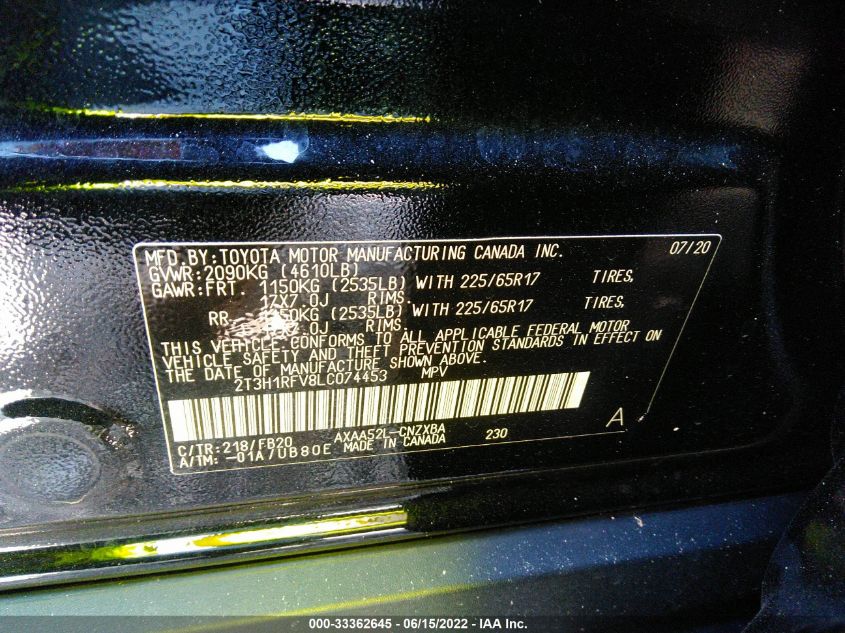 MFD. BY: TOYOTA MOTOR MANUFACTURING CANADA INC. 07/20
GVWR: 2090KG (4610LB)
GAWR: FRT. 1150KG (2535LB) WITH 225/65R17 TIRES,
17X7.0J RIMS.
RR. 1150KG (2535LB) WITH 225/65R17 TIRES,
RIMS.
THIS VEHICLE CONFORMS TO ALL APPLICABLE FEDERAL MOTOR
VEHICLE SAFETY AND THEFT PREVENTION STANDARDS IN EFFECT ON
THE DATE OF MANUFACTURE SHOWN ABOVE.
2T3H1RFV8LC074453 MPV
C/TR: 218/FB20 AXAA52L-CNZXBA 230 A
A/TM: -01A/UB80E MADE IN CANADA
000-33362645 - 06/15/2022 - IAA Inc.